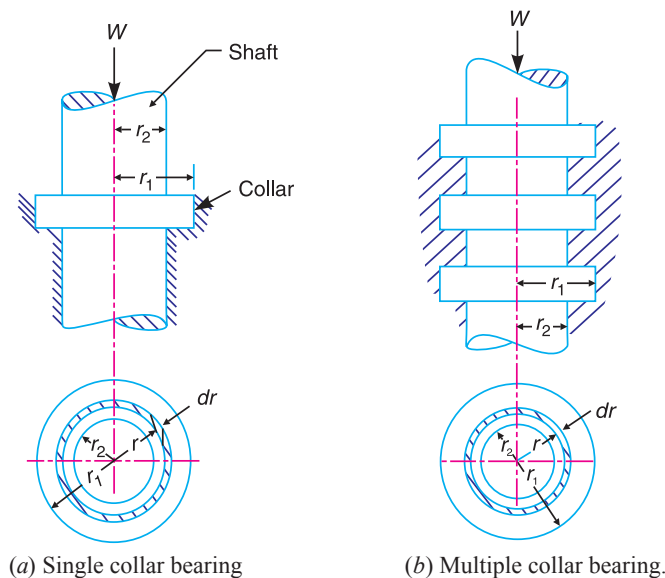 W
Shaft
r2
r1
Collar
dr
r2
r
r1
(a) Single collar bearing
W
r1
r2
dr
r2
r
r1
(b) Multiple collar bearing.